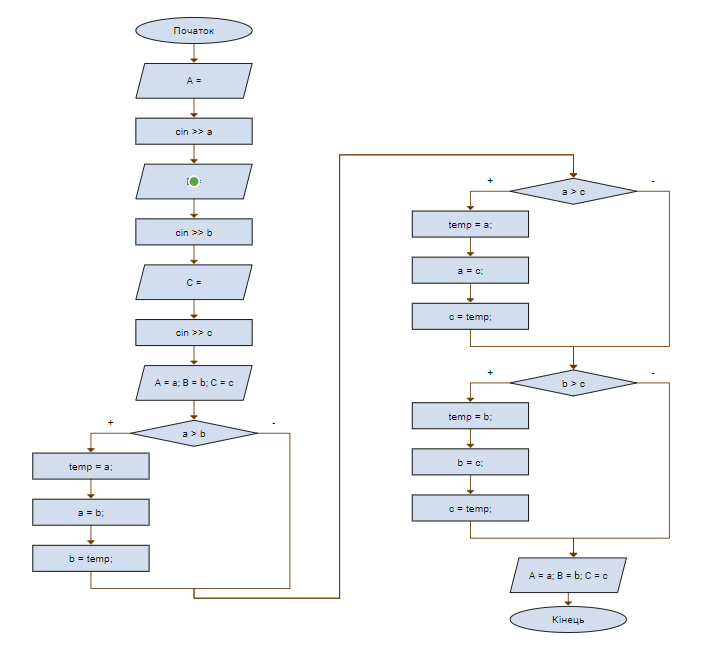 Початок
A =
cin >> a
cin >> b
C =
cin >> c
A = a; B = b; C = c
a > b
+
-
temp = a;
a = b;
b = temp;
a > c
+
-
temp = a;
a = c;
c = temp;
b > c
+
-
temp = b;
b = c;
c = temp;
A = a; B = b; C = c
Кінець